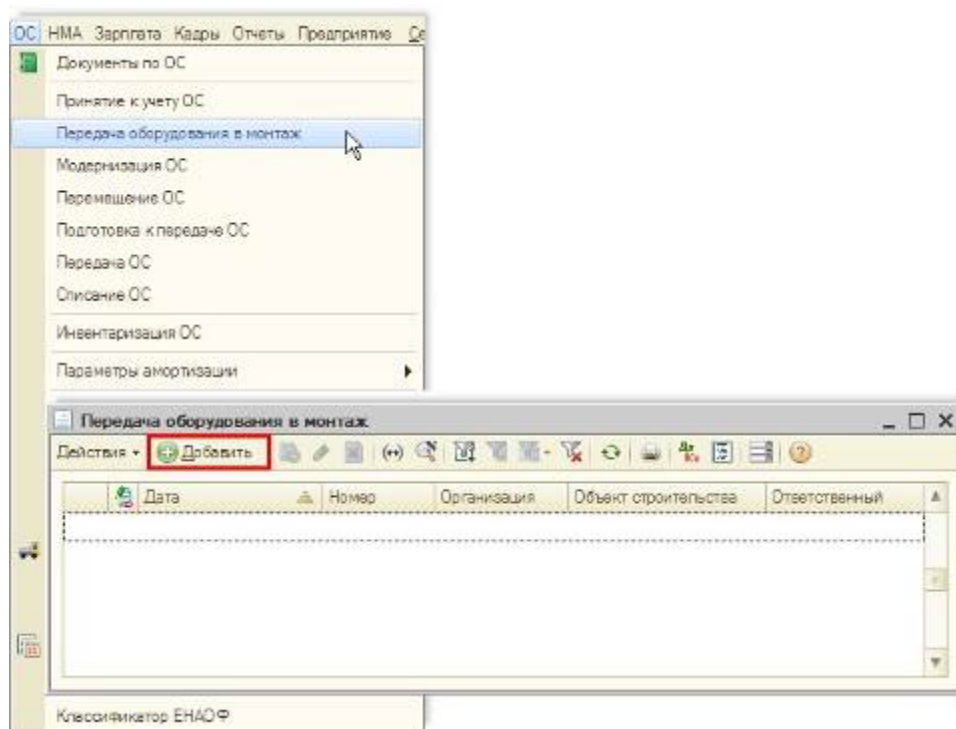 ОС НМА Зарплата Кадры Отчеты Предприятие Се
Документы по ОС
Принятие к учету ОС
Передача оборудования в монтаж
Модернизация ОС
Перемещение ОС
Подготовка к передаче ОС
Передача ОС
Списание ОС
Инвентаризация ОС
Параметры амортизации
Передача оборудования в монтаж
Действия Добавить
Дата Номер Организация Объект строительства Ответственный
Классификатор ЕНАОФ